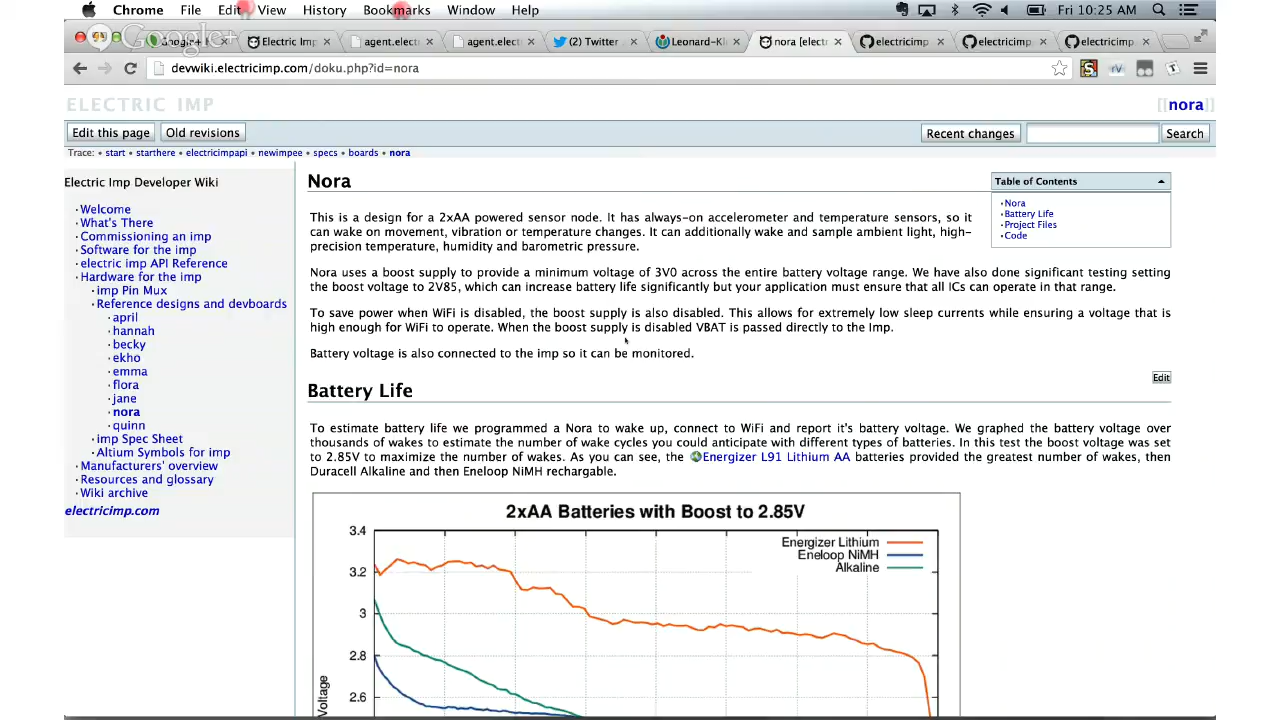 Chrome File Edit View History Bookmarks Window Help Fri 10:25 AM
Google+ Electric Imp agent.elect agent.elect (2) Twitter Leonard-Ki nora [elect electricimp electricimp electricimp
devwiki.electricimp.com/doku.php?id=nora
ELECTRIC IMP
[[nora]]
Edit this page Old revisions Recent changes Search
Trace: • start • starthere • electricimpapi • newimpee • specs • boards • nora
Electric Imp Developer Wiki
Welcome
What's There
Commissioning an imp
Software for the imp
electric imp API Reference
Hardware for the imp
imp Pin Mux
Reference designs and devboards
april
hannah
becky
ekho
emma
flora
jane
nora
quinn
imp Spec Sheet
Altium Symbols for imp
Manufacturers' overview
Resources and glossary
Wiki archive
electricimp.com
Nora
This is a design for a 2xAA powered sensor node. It has always-on accelerometer and temperature sensors, so it
can wake on movement, vibration or temperature changes. It can additionally wake and sample ambient light, high-
precision temperature, humidity and barometric pressure.
Table of Contents
Nora
Battery Life
Project Files
Code
Nora uses a boost supply to provide a minimum voltage of 3V0 across the entire battery voltage range. We have also done significant testing setting
the boost voltage to 2V85, which can increase battery life significantly but your application must ensure that all ICs can operate in that range.
To save power when WiFi is disabled, the boost supply is also disabled. This allows for extremely low sleep currents while ensuring a voltage that is
high enough for WiFi to operate. When the boost supply is disabled VBAT is passed directly to the Imp.
Battery voltage is also connected to the imp so it can be monitored.
Edit
Battery Life
To estimate battery life we programmed a Nora to wake up, connect to WiFi and report it's battery voltage. We graphed the battery voltage over
thousands of wakes to estimate the number of wake cycles you could anticipate with different types of batteries. In this test the boost voltage was set
to 2.85V to maximize the number of wakes. As you can see, the Energizer L91 Lithium AA batteries provided the greatest number of wakes, then
Duracell Alkaline and then Eneloop NiMH rechargable.
2xAA Batteries with Boost to 2.85V
Energizer Lithium
Eneloop NiMH
Alkaline
3.4
3.2
3
2.8
2.6
Voltage